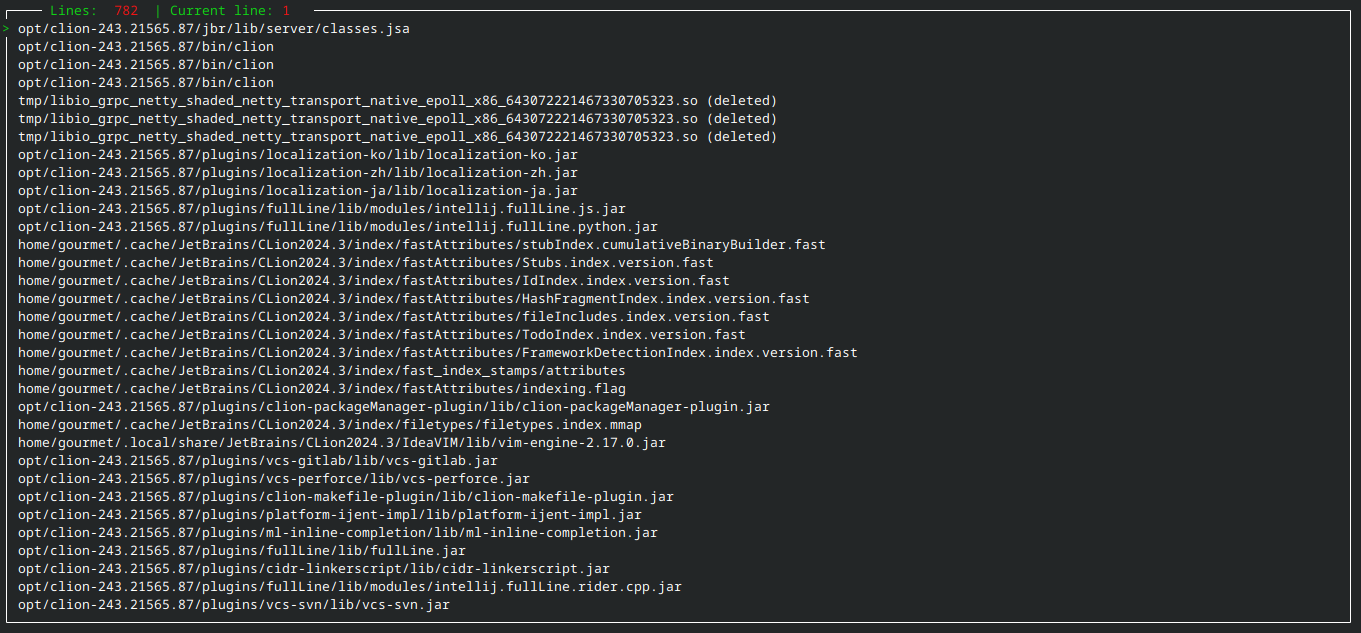 Lines: 782 | Current line: 1
> opt/clion-243.21565.87/jbr/lib/server/classes.jsa
opt/clion-243.21565.87/bin/clion
opt/clion-243.21565.87/bin/clion
opt/clion-243.21565.87/bin/clion
tmp/libio_grpc_netty_shaded_netty_transport_native_epoll_x86_643072221467330705323.so (deleted)
tmp/libio_grpc_netty_shaded_netty_transport_native_epoll_x86_643072221467330705323.so (deleted)
tmp/libio_grpc_netty_shaded_netty_transport_native_epoll_x86_643072221467330705323.so (deleted)
opt/clion-243.21565.87/plugins/localization-ko/lib/localization-ko.jar
opt/clion-243.21565.87/plugins/localization-zh/lib/localization-zh.jar
opt/clion-243.21565.87/plugins/localization-ja/lib/localization-ja.jar
opt/clion-243.21565.87/plugins/fullLine/lib/modules/intellij.fullLine.js.jar
opt/clion-243.21565.87/plugins/fullLine/lib/modules/intellij.fullLine.python.jar
home/gourmet/.cache/JetBrains/CLion2024.3/index/fastAttributes/stubIndex.cumulativeBinaryBuilder.fast
home/gourmet/.cache/JetBrains/CLion2024.3/index/fastAttributes/Stubs.index.version.fast
home/gourmet/.cache/JetBrains/CLion2024.3/index/fastAttributes/IdIndex.index.version.fast
home/gourmet/.cache/JetBrains/CLion2024.3/index/fastAttributes/HashFragmentIndex.index.version.fast
home/gourmet/.cache/JetBrains/CLion2024.3/index/fastAttributes/fileIncludes.index.version.fast
home/gourmet/.cache/JetBrains/CLion2024.3/index/fastAttributes/TodoIndex.index.version.fast
home/gourmet/.cache/JetBrains/CLion2024.3/index/fastAttributes/FrameworkDetectionIndex.index.version.fast
home/gourmet/.cache/JetBrains/CLion2024.3/index/fast_index_stamps/attributes
home/gourmet/.cache/JetBrains/CLion2024.3/index/fastAttributes/indexing.flag
opt/clion-243.21565.87/plugins/clion-packageManager-plugin/lib/clion-packageManager-plugin.jar
home/gourmet/.cache/JetBrains/CLion2024.3/index/filetypes/filetypes.index.mmap
home/gourmet/.local/share/JetBrains/CLion2024.3/IdeaVIM/lib/vim-engine-2.17.0.jar
opt/clion-243.21565.87/plugins/vcs-gitlab/lib/vcs-gitlab.jar
opt/clion-243.21565.87/plugins/vcs-perforce/lib/vcs-perforce.jar
opt/clion-243.21565.87/plugins/clion-makefile-plugin/lib/clion-makefile-plugin.jar
opt/clion-243.21565.87/plugins/platform-ijent-impl/lib/platform-ijent-impl.jar
opt/clion-243.21565.87/plugins/ml-inline-completion/lib/ml-inline-completion.jar
opt/clion-243.21565.87/plugins/fullLine/lib/fullLine.jar
opt/clion-243.21565.87/plugins/cidr-linkerscript/lib/cidr-linkerscript.jar
opt/clion-243.21565.87/plugins/fullLine/lib/modules/intellij.fullLine.rider.cpp.jar
opt/clion-243.21565.87/plugins/vcs-svn/lib/vcs-svn.jar